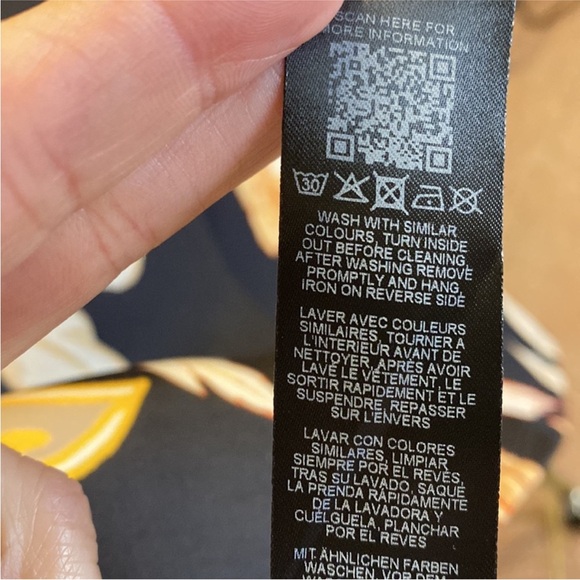 SCAN HERE FOR
MORE INFORMATION
30
WASH WITH SIMILAR
COLOURS, TURN INSIDE
OUT BEFORE CLEANING,
AFTER WASHING REMOVE
PROMPTLY AND HANG,
IRON ON REVERSE SIDE
LAVER AVEC COULEURS
SIMILAIRES, TOURNER A
L'INTERIEUR AVANT DE
NETTOYER, APRÈS AVOIR
LAVÉ LE VÊTEMENT, LE
SORTIR RAPIDEMENT ET LE
SUSPENDRE, REPASSER
SUR L'ENVERS
LAVAR CON COLORES
SIMILARES, LIMPIAR
SIEMPRE POR EL REVÉS,
TRAS SU LAVADO, SAQUE
LA PRENDA RÁPIDAMENTE
DE LA LAVADORA Y
CUÉLGUELA, PLANCHAR
POR EL REVES
MIT ÄHNLICHEN FARBEN
WASCHEN, VOR DEM